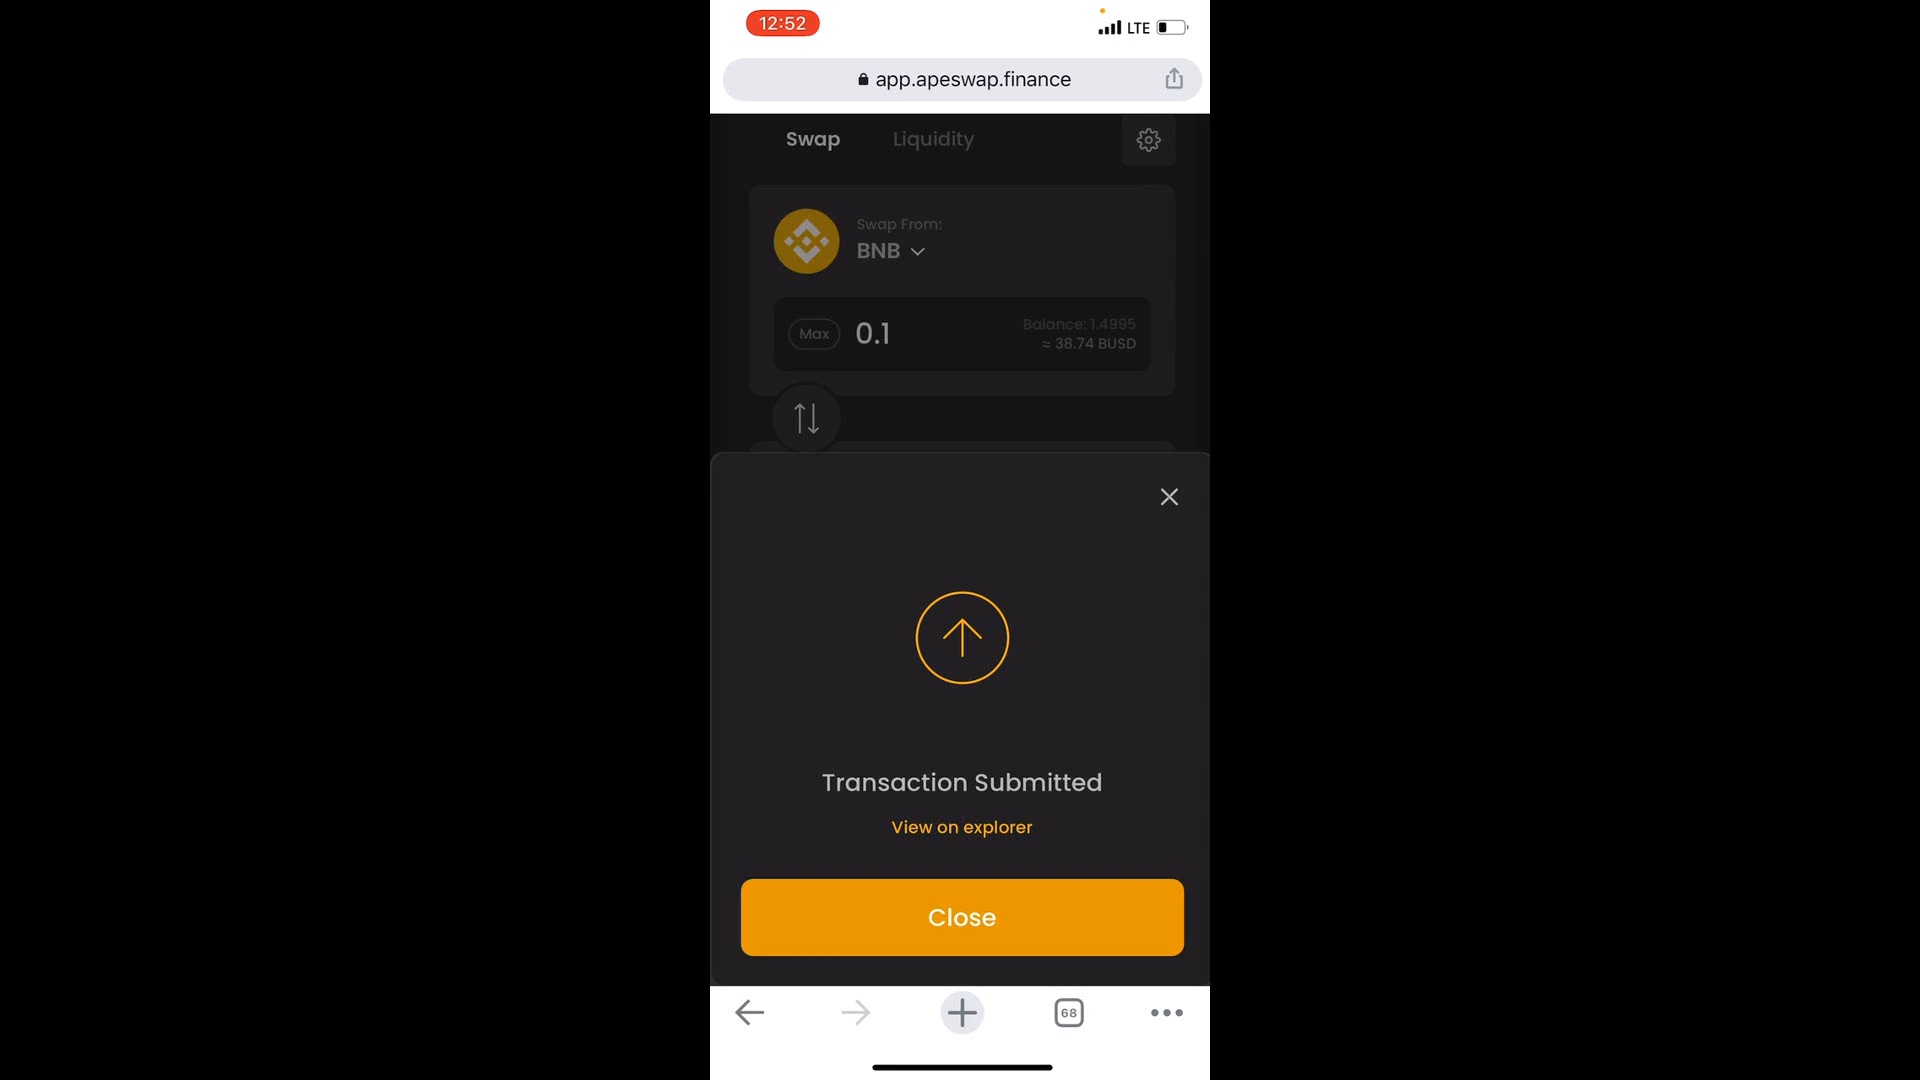 12:52
LTE
app.apeswap.finance
Swap Liquidity
Swap From:
BNB
Max 0.1
Balance: 1.4995
≈ 38.74 BUSD
Transaction Submitted
View on explorer
Close
68